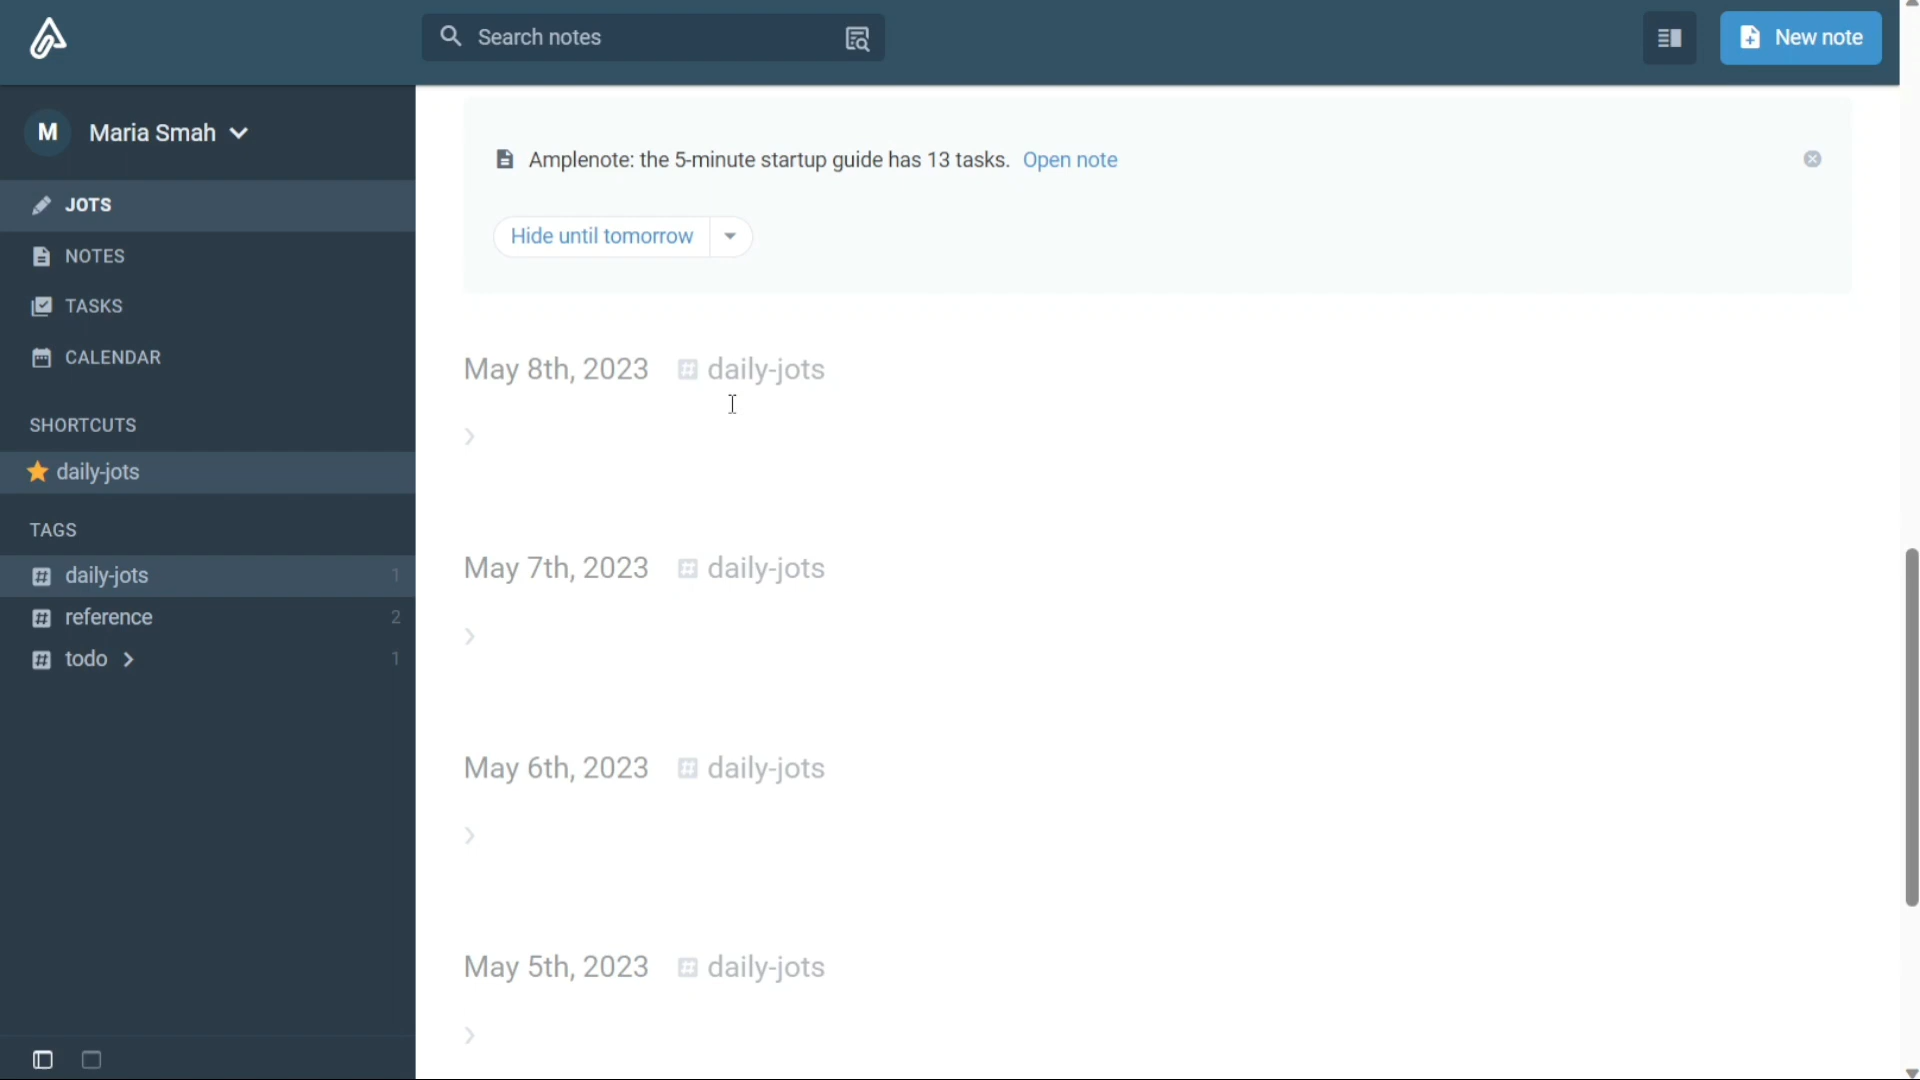 Search notes
New note
M Maria Smah
JOTS
NOTES
TASKS
CALENDAR
SHORTCUTS
daily-jots
TAGS
daily-jots 1
reference 2
todo 1
Amplenote: the 5-minute startup guide has 13 tasks. Open note
Hide until tomorrow
May 8th, 2023 daily-jots
May 7th, 2023 daily-jots
May 6th, 2023 daily-jots
May 5th, 2023 daily-jots